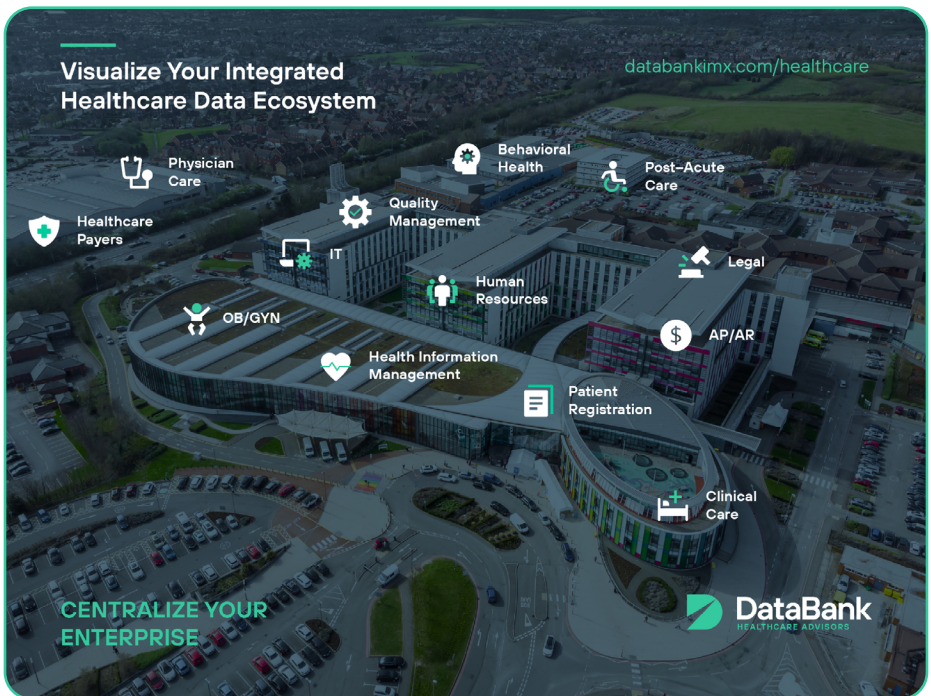 Visualize Your Integrated
Healthcare Data Ecosystem
databankimx.com/healthcare
Behavioral
Health
Physician
Care
Post-Acute
Care
Quality
Management
Healthcare
Payers
IT
Legal
Human
Resources
OB/GYN
$
AP/AR
Health Information
Management
Patient
Registration
Clinical
Care
CENTRALIZE YOUR
ENTERPRISE
DataBank
HEALTHCARE ADVISORS